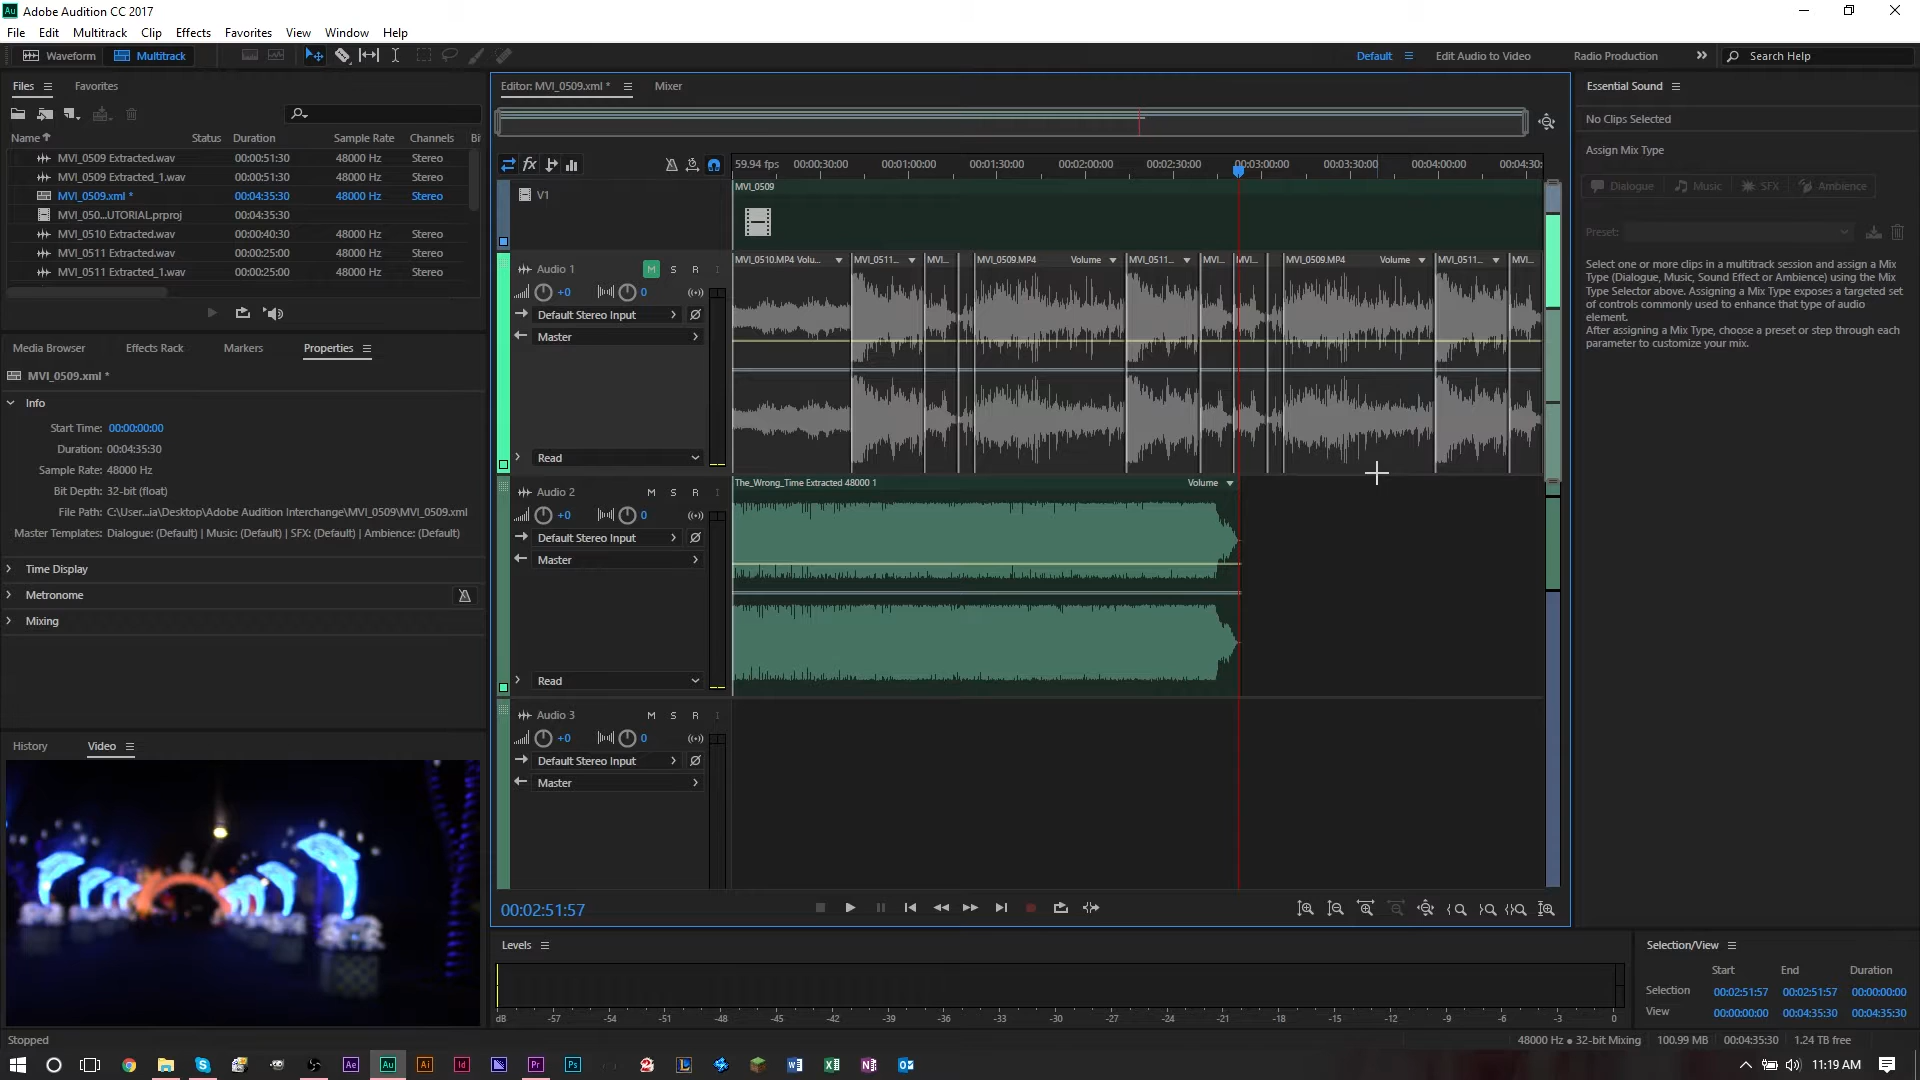 Au Adobe Audition CC 2017
File Edit Multitrack Clip Effects Favorites View Window Help
Waveform Multitrack Default Edit Audio to Video Radio Production Search Help
Files Favorites
Name Status Duration Sample Rate Channels Bi
MVI_0509 Extracted.wav 00:00:51:30 48000 Hz Stereo
MVI_0509 Extracted_1.wav 00:00:51:30 48000 Hz Stereo
MVI_0509.xml * 00:04:35:30 48000 Hz Stereo
MVI_050...UTORIAL.prproj 00:04:35:30
MVI_0510 Extracted.wav 00:00:40:30 48000 Hz Stereo
MVI_0511 Extracted.wav 00:00:25:00 48000 Hz Stereo
MVI_0511 Extracted_1.wav 00:00:25:00 48000 Hz Stereo
Media Browser Effects Rack Markers Properties
MVI_0509.xml *
Info
Start Time: 00:00:00:00
Duration: 00:04:35:30
Sample Rate: 48000 Hz
Bit Depth: 32-bit (float)
File Path: C:\User...ia\Desktop\Adobe Audition Interchange\MVI_0509\MVI_0509.xml
Master Templates: Dialogue: (Default) | Music: (Default) | SFX: (Default) | Ambience: (Default)
Time Display
Metronome
Mixing
History Video
Editor: MVI_0509.xml * Mixer
fx 59.94 fps 00:00:30:00 00:01:00:00 00:01:30:00 00:02:00:00 00:02:30:00 00:03:00:00 00:03:30:00 00:04:00:00 00:04:30:
V1 MVI_0509
MVI_0510.MP4 Volu... MVI_0511... MVI... MVI_0509.MP4 Volume MVI_0511... MVI... MVI... MVI_0509.MP4 Volume MVI_0511... MVI...
Audio 1 M S R I
+0 0
Default Stereo Input
Master
Read
The_Wrong_Time Extracted 48000 1 Volume
Audio 2 M S R I
+0 0
Default Stereo Input
Master
Read
Audio 3 M S R I
+0 0
Default Stereo Input
Master
00:02:51:57
Levels
dB -57 -54 -51 -48 -45 -42 -39 -36 -33 -30 -27 -24 -21 -18 -15 -12 -9 -6 -3 0
Essential Sound
No Clips Selected
Assign Mix Type
Dialogue Music SFX Ambience
Preset:
Select one or more clips in a multitrack session and assign a Mix
Type (Dialogue, Music, Sound Effect or Ambience) using the Mix
Type Selector above. Assigning a Mix Type exposes a targeted set
of controls commonly used to enhance that type of audio
element.
After assigning a Mix Type, choose a preset or step through each
parameter to customize your mix.
Selection/View
Start End Duration
Selection 00:02:51:57 00:02:51:57 00:00:00:00
View 00:00:00:00 00:04:35:30 00:04:35:30
Stopped 48000 Hz ● 32-bit Mixing 100.99 MB 00:04:35:30 1.24 TB free
Ae Au Ai Id Pr Ps 11:19 AM